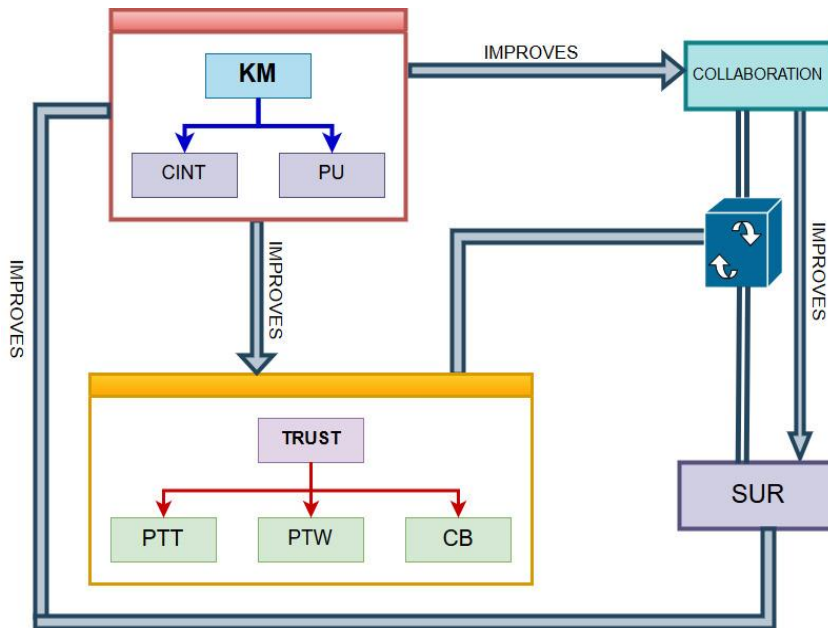 IMPROVES
KM
COLLABORATION
CINT
PU
IMPROVES
IMPROVES
IMPROVES
TRUST
SUR
PTT
PTW
CB